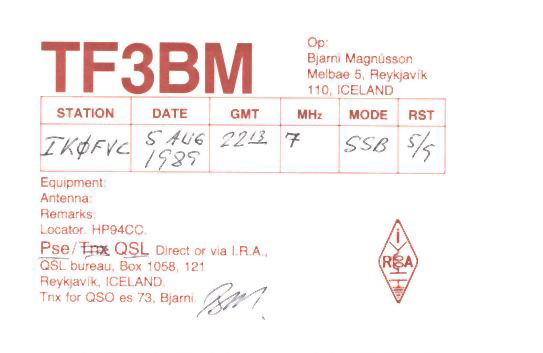 TF3BM
Op:
Bjarni Magnússon
Melbae 5, Reykjavík
110, ICELAND
STATION DATE GMT MHz MODE RST
IKØFVC 5 AUG 1989 2213 7 SSB 5/9
Equipment:
Antenna:
Remarks:
Locator. HP94CC.
Pse/Tnx QSL Direct or via I.R.A.,
QSL bureau, Box 1058, 121
Reykjavík, ICELAND.
Tnx for QSO es 73, Bjarni. BM.